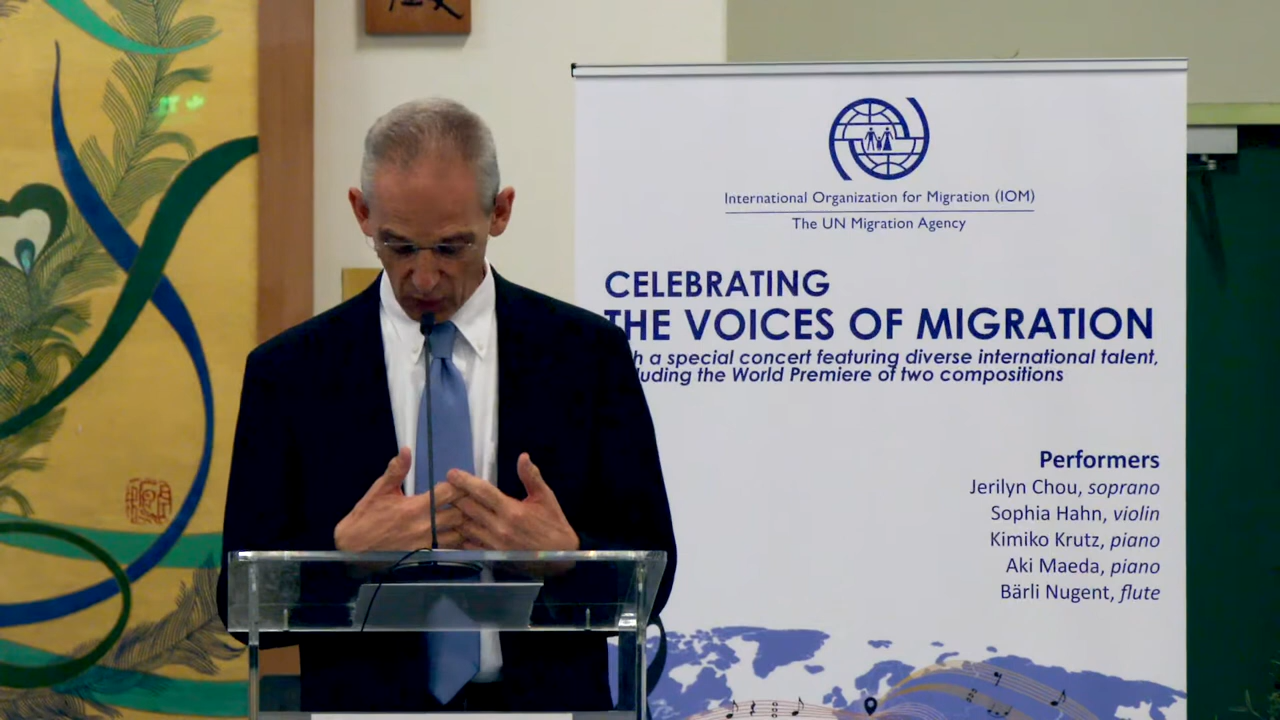 International Organization for Migration (IOM)
The UN Migration Agency
CELEBRATING
THE VOICES OF MIGRATION
a special concert featuring diverse international talent,
the World Premiere of two compositions
Performers
Jerilyn Chou, soprano
Sophia Hahn, violin
Kimiko Krutz, piano
Aki Maeda, piano
Bärli Nugent, flute